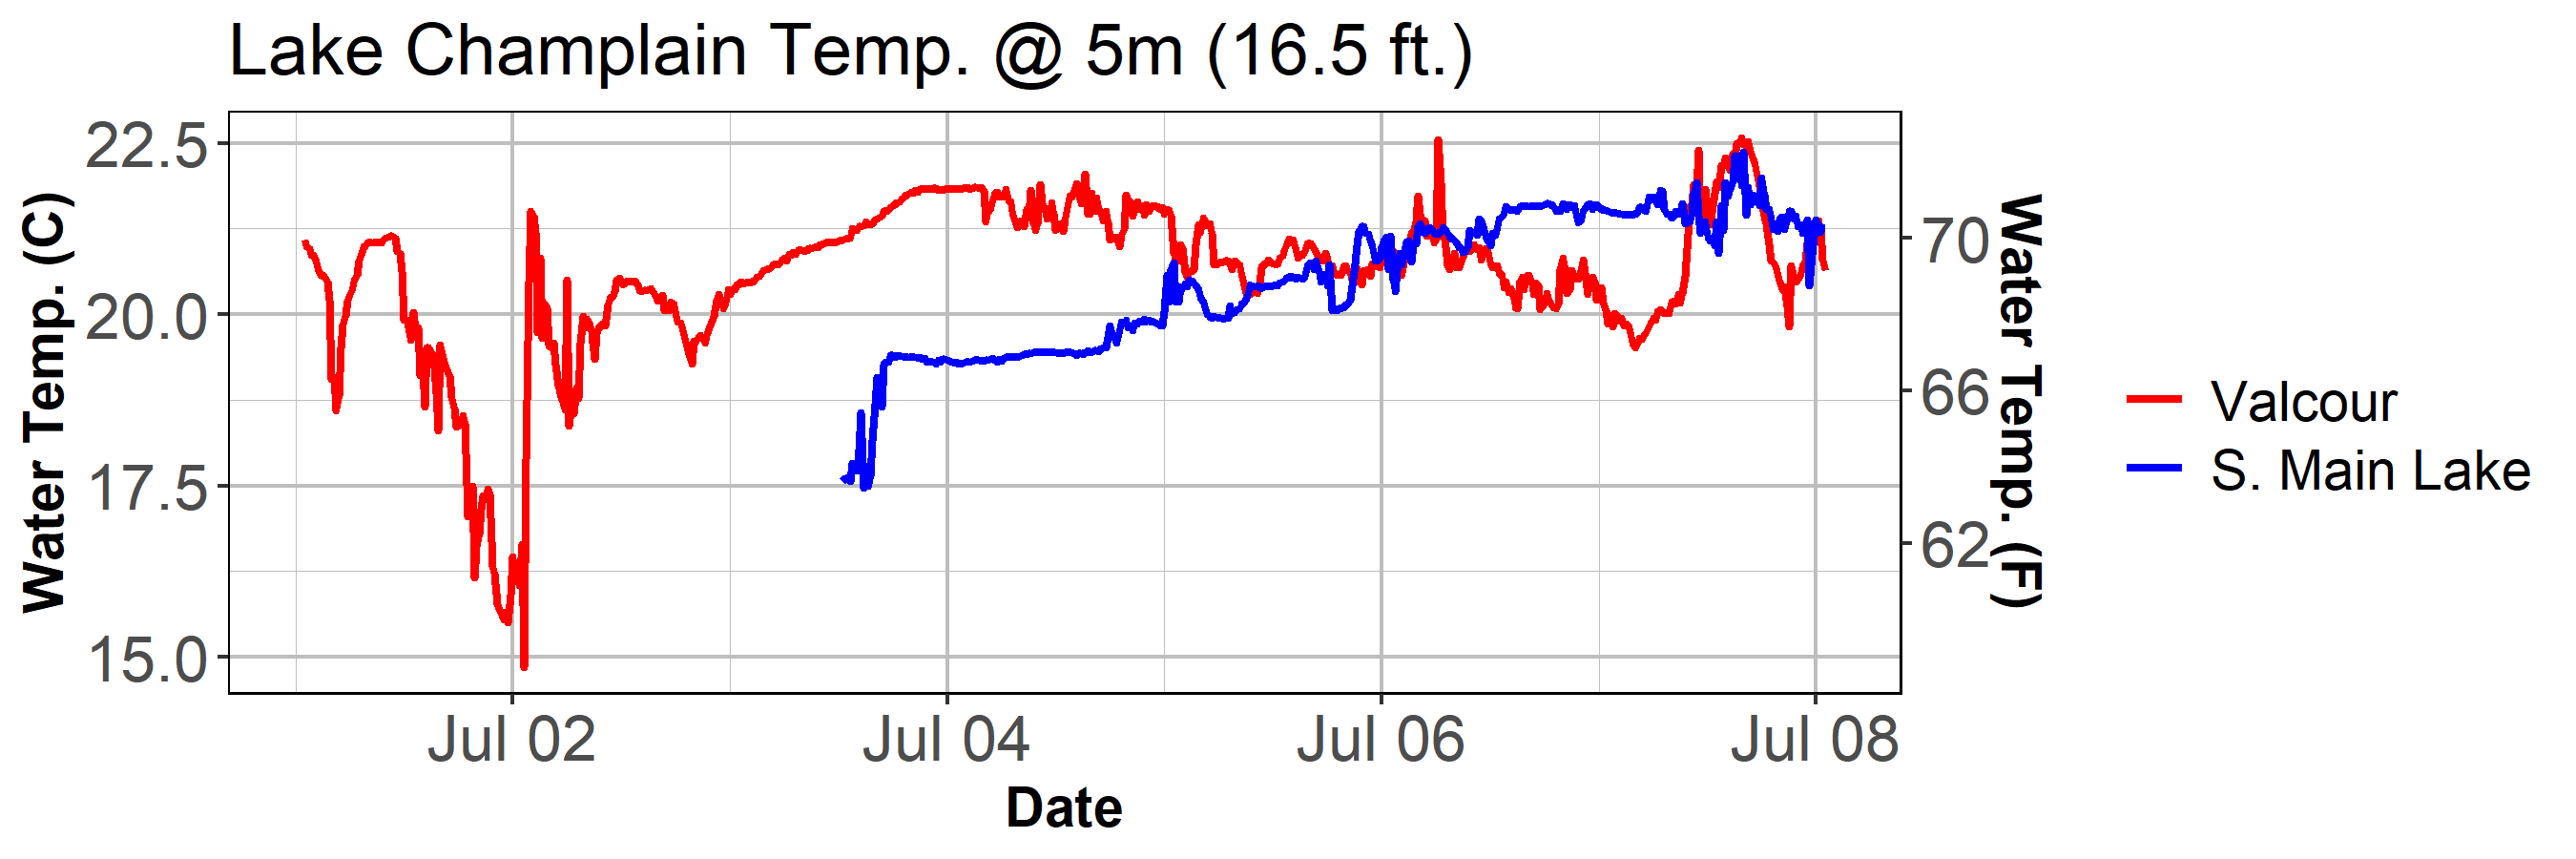 Lake Champlain Temp. @ 5m (16.5 ft.)
Water Temp. (C)
22.5
20.0
17.5
15.0
Jul 02
Jul 04
Jul 06
Jul 08
Date
70
66
62
Water Temp. (F)
Valcour
S. Main Lake